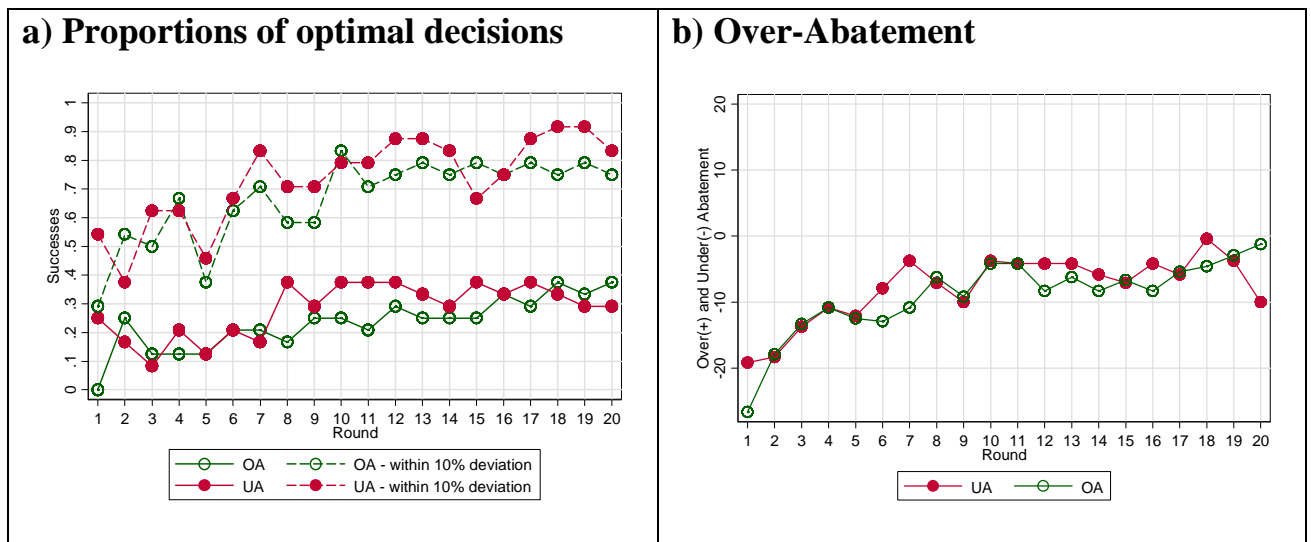 a) Proportions of optimal decisions
Successes
1
.9
.8
.7
.6
.5
.4
.3
.2
.1
0
1 2 3 4 5 6 7 8 9 10 11 12 13 14 15 16 17 18 19 20
Round
OA OA - within 10% deviation
UA UA - within 10% deviation
b) Over-Abatement
Over(+) and Under(-) Abatement
20
10
0
-10
-20
1 2 3 4 5 6 7 8 9 10 11 12 13 14 15 16 17 18 19 20
Round
UA OA